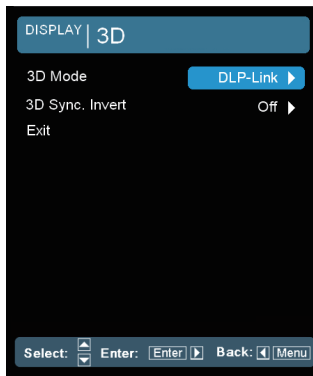 DISPLAY | 3D
3D Mode DLP-Link
3D Sync. Invert Off
Exit
Select: Enter: Enter Back: Menu